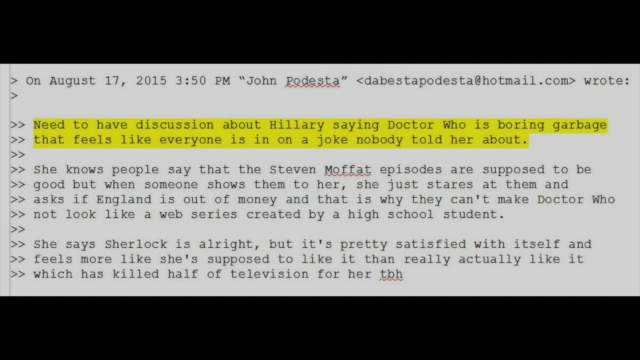 > On August 17, 2015 3:50 PM “John Podesta” <dabestapodesta@hotmail.com> wrote:
>
>> Need to have discussion about Hillary saying Doctor Who is boring garbage
>> that feels like everyone is in on a joke nobody told her about.
>>
>> She knows people say that the Steven Moffat episodes are supposed to be
>> good but when someone shows them to her, she just stares at them and
>> asks if England is out of money and that is why they can't make Doctor Who
>> not look like a web series created by a high school student.
>>
>> She says Sherlock is alright, but it's pretty satisfied with itself and
>> feels more like she's supposed to like it than really actually like it
>> which has killed half of television for her tbh